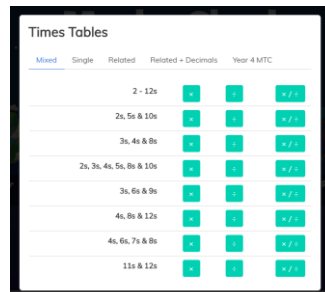 Times Tables
Mixed Single Related Related + Decimals Year 4 MTC
2 - 12s × ÷ × / ÷
2s, 5s & 10s × ÷ × / ÷
3s, 4s & 8s × ÷ × / ÷
2s, 3s, 4s, 5s, 8s & 10s × ÷ × / ÷
3s, 6s & 9s × ÷ × / ÷
4s, 8s & 12s × ÷ × / ÷
4s, 6s, 7s & 8s × ÷ × / ÷
11s & 12s × ÷ × / ÷